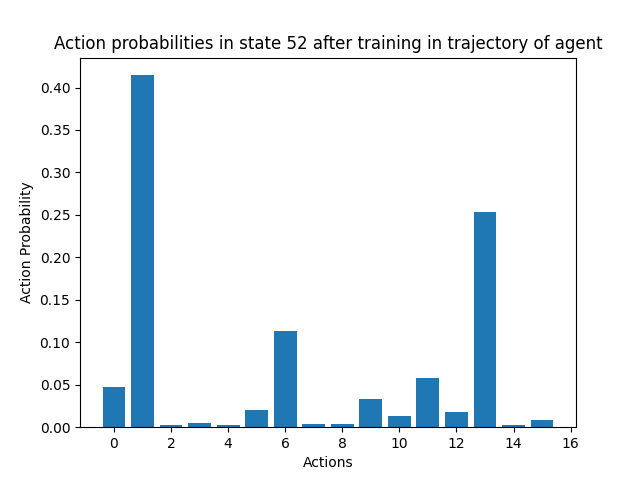 Action probabilities in state 52 after training in trajectory of agent
0.40
0.35
0.30
0.25
0.20
0.15
0.10
0.05
0.00
Action Probability
0 2 4 6 8 10 12 14 16
Actions